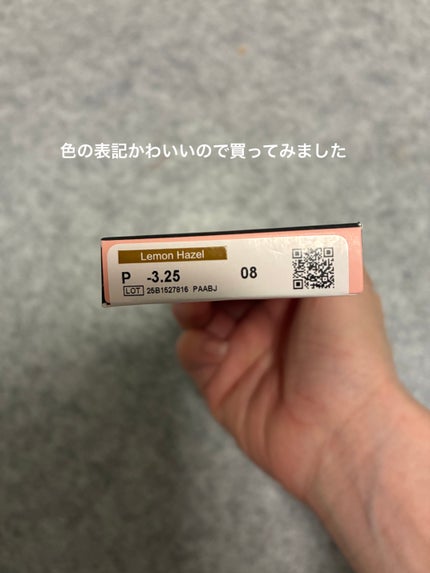 色の表記かわいいので買ってみました
Lemon Hazel
P -3.25 08
LOT 25B1527816 PAABJ